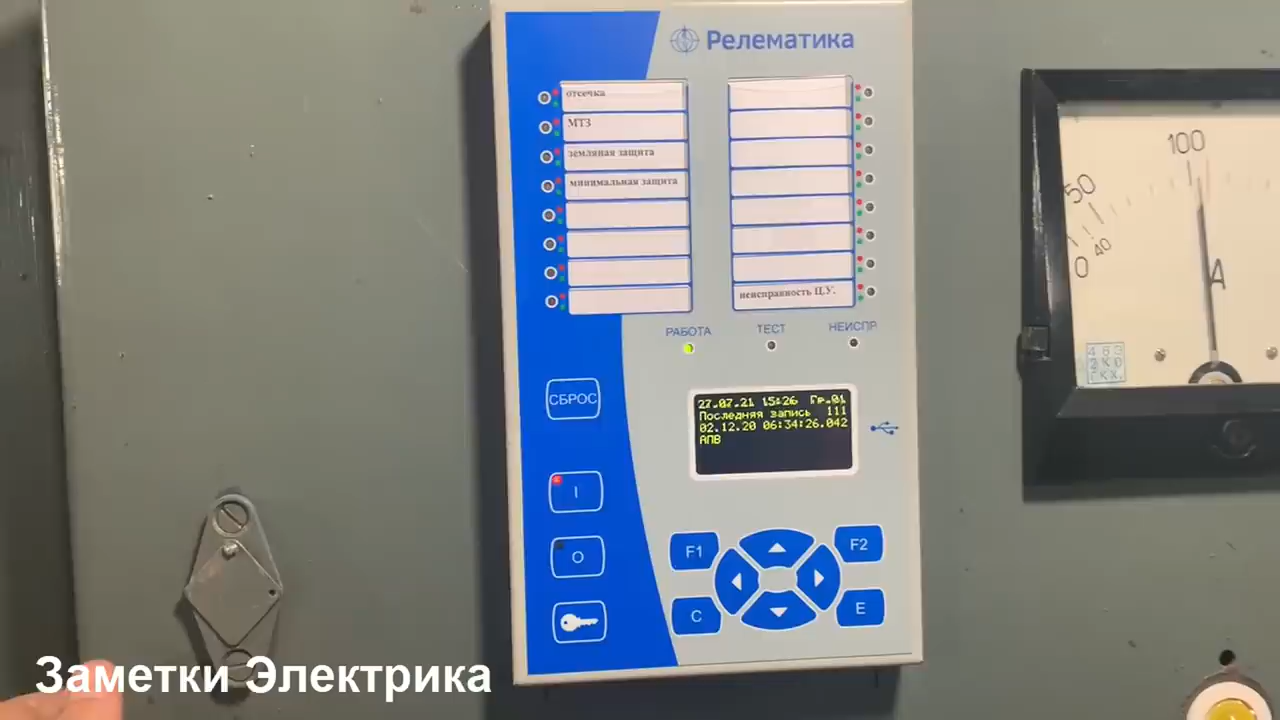 Релематика
отсечка
МТЗ
земляная защита
минимальная защита
неисправность Ц.У.
РАБОТА
ТЕСТ
НЕИСПР
СБРОС
27.07.21 15:26 Гр.01
Последняя запись 111
02.12.20 06:34:26.042
АПВ
I
O
F1
F2
C
E
100
50
40
0
A
Заметки Электрика